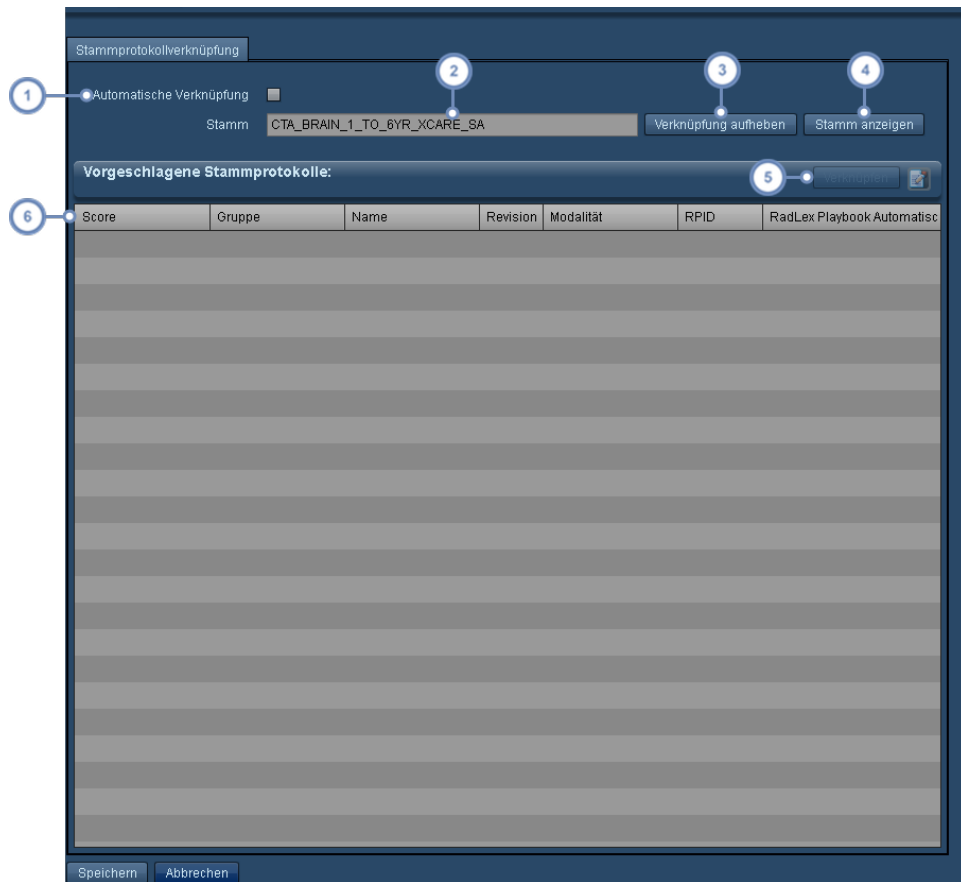 Stammprotokollverknüpfung
2 3 4
1 Automatische Verknüpfung
Stamm CTA_BRAIN_1_TO_6YR_XCARE_SA Verknüpfung aufheben Stamm anzeigen
Vorgeschlagene Stammprotokolle: 5 Verknüpfen
6 Score Gruppe Name Revision Modalität RPID RadLex Playbook Automatisc
Speichern Abbrechen